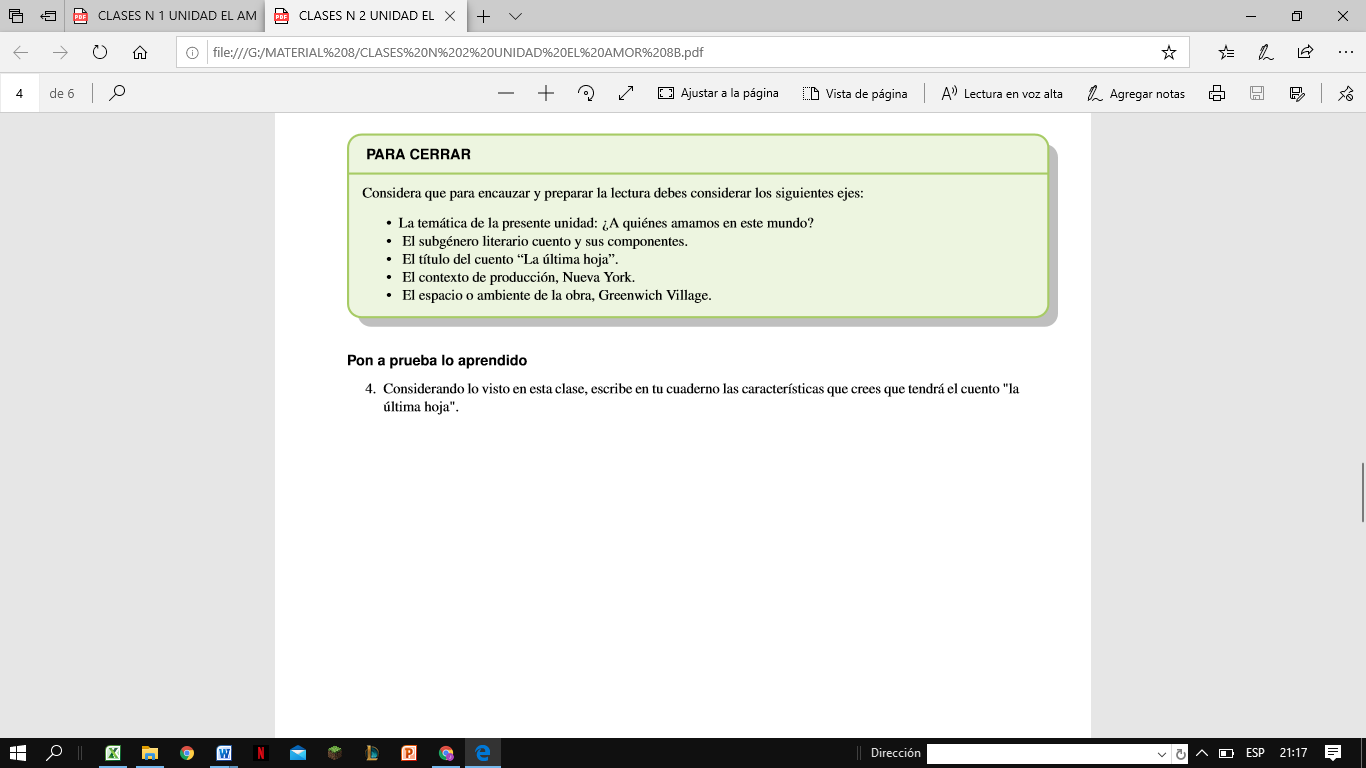 CLASES N 1 UNIDAD EL AM
CLASES N 2 UNIDAD EL
file:///G:/MATERIAL%208/CLASES%20N%202%20UNIDAD%20EL%20AMOR%208B.pdf
4 de 6
Ajustar a la página
Vista de página
Lectura en voz alta
Agregar notas
PARA CERRAR
Considera que para encauzar y preparar la lectura debes considerar los siguientes ejes:
• La temática de la presente unidad: ¿A quiénes amamos en este mundo?
• El subgénero literario cuento y sus componentes.
• El título del cuento “La última hoja”.
• El contexto de producción, Nueva York.
• El espacio o ambiente de la obra, Greenwich Village.
Pon a prueba lo aprendido
4. Considerando lo visto en esta clase, escribe en tu cuaderno las características que crees que tendrá el cuento "la
última hoja".
Dirección
ESP
21:17